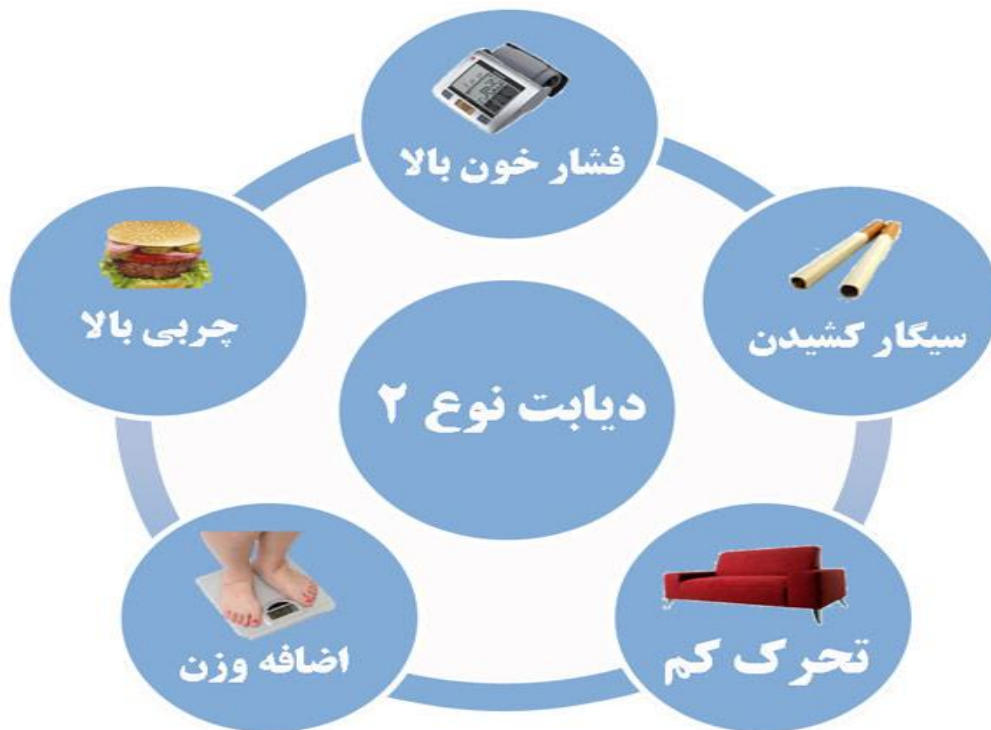 فشار خون بالا
سیگار کشیدن
چربی بالا
دیابت نوع ۲
تحرک کم
اضافه وزن